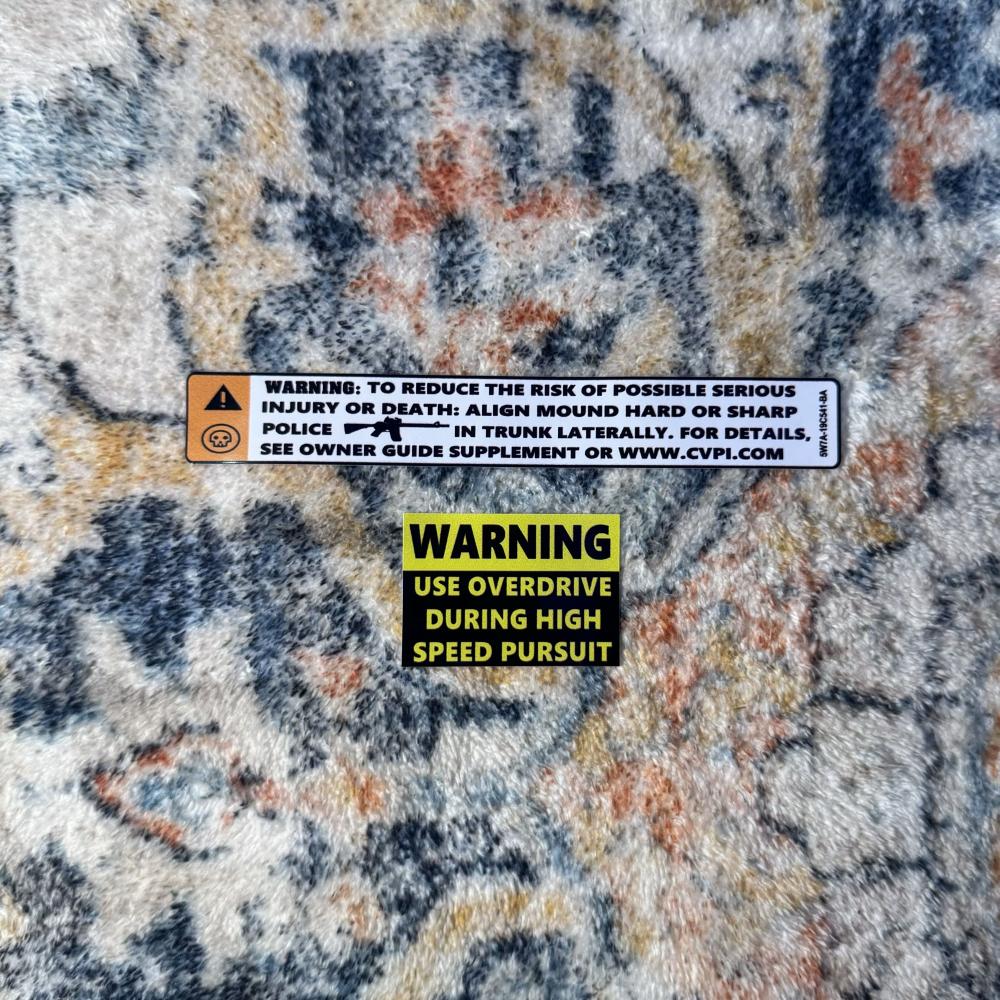 WARNING: TO REDUCE THE RISK OF POSSIBLE SERIOUS
INJURY OR DEATH: ALIGN MOUND HARD OR SHARP
POLICE IN TRUNK LATERALLY. FOR DETAILS,
SEE OWNER GUIDE SUPPLEMENT OR WWW.CVPI.COM
5W7A-19C541-BA
WARNING
USE OVERDRIVE
DURING HIGH
SPEED PURSUIT